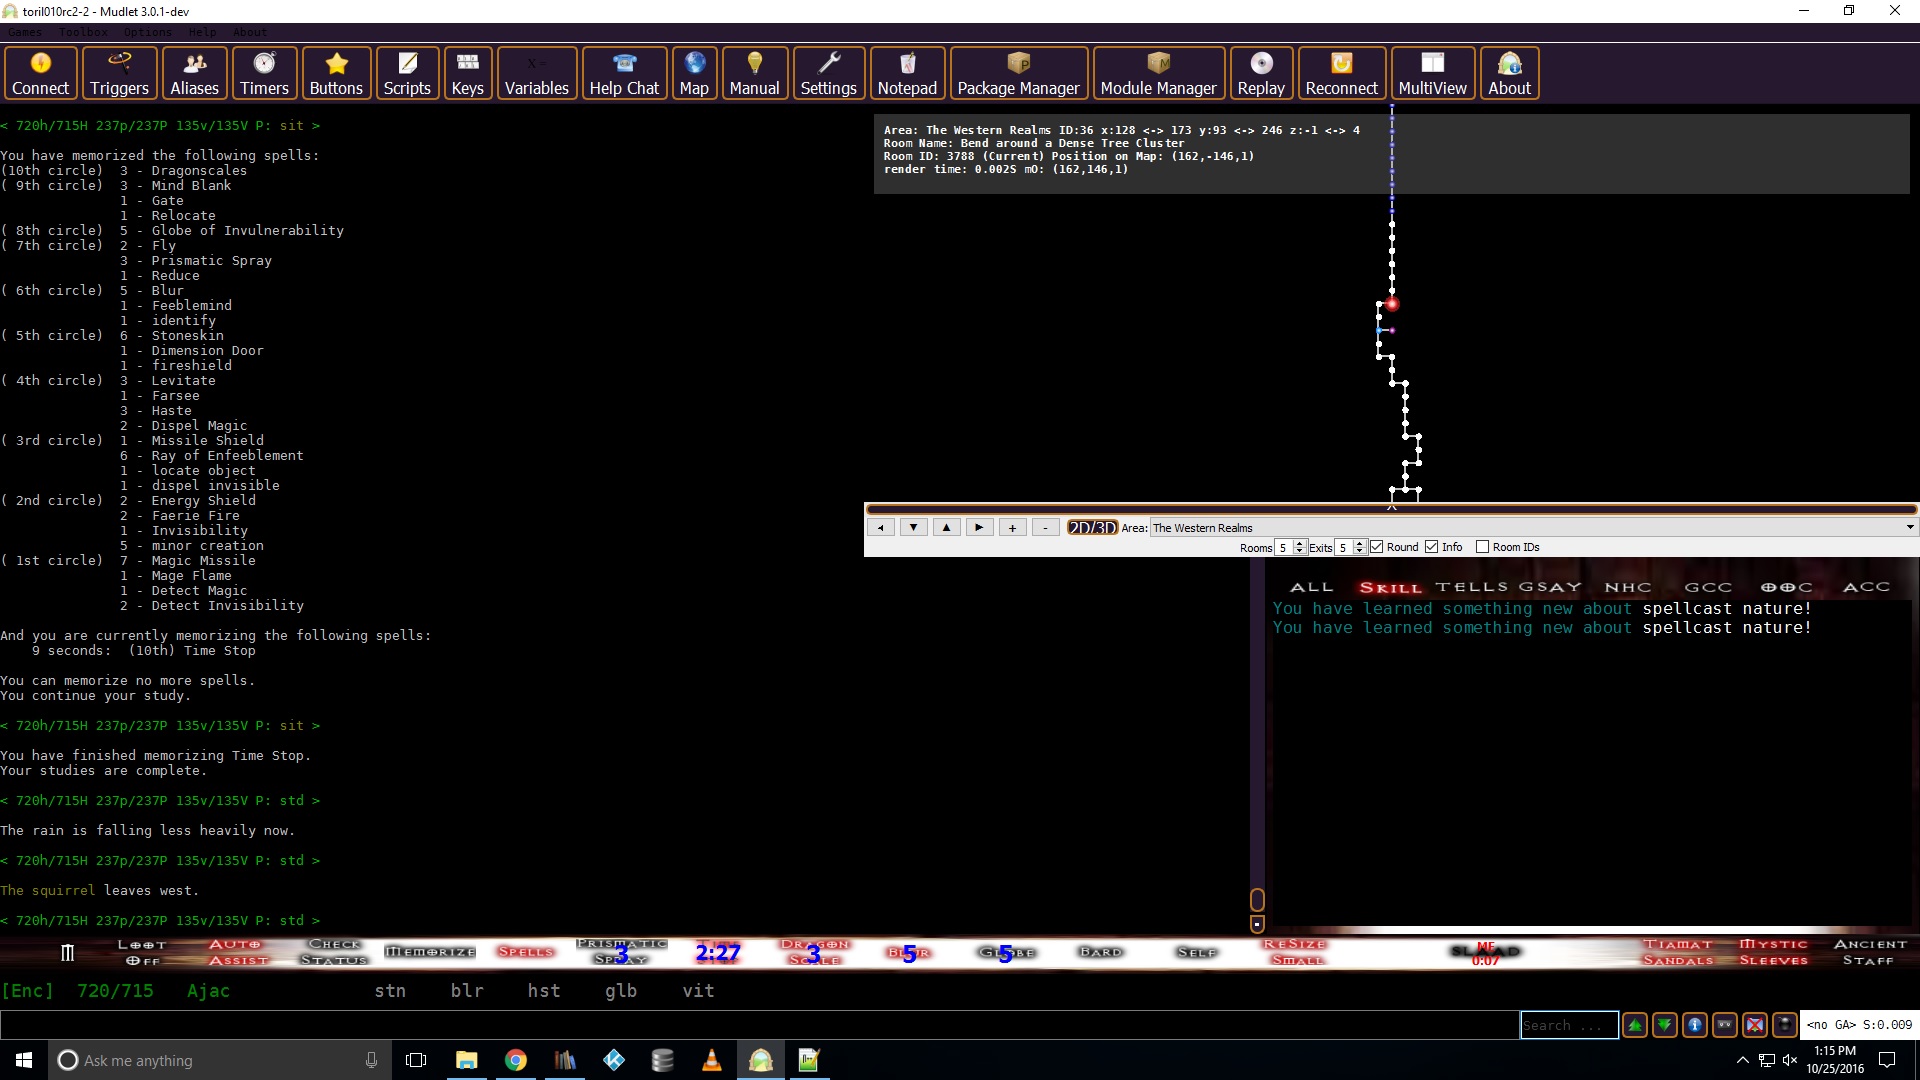 toril010rc2-2 - Mudlet 3.0.1-dev
Games Toolbox Options Help About
Connect Triggers Aliases Timers Buttons Scripts Keys Variables Help Chat Map Manual Settings Notepad Package Manager Module Manager Replay Reconnect MultiView About
< 720h/715H 237p/237P 135v/135V P: sit >
You have memorized the following spells:
(10th circle)  3 - Dragonscales
( 9th circle)  3 - Mind Blank
1 - Gate
1 - Relocate
( 8th circle)  5 - Globe of Invulnerability
( 7th circle)  2 - Fly
3 - Prismatic Spray
1 - Reduce
( 6th circle)  5 - Blur
1 - Feeblemind
1 - identify
( 5th circle)  6 - Stoneskin
1 - Dimension Door
1 - fireshield
( 4th circle)  3 - Levitate
1 - Farsee
3 - Haste
2 - Dispel Magic
( 3rd circle)  1 - Missile Shield
6 - Ray of Enfeeblement
1 - locate object
1 - dispel invisible
( 2nd circle)  2 - Energy Shield
2 - Faerie Fire
1 - Invisibility
5 - minor creation
( 1st circle)  7 - Magic Missile
1 - Mage Flame
1 - Detect Magic
2 - Detect Invisibility
And you are currently memorizing the following spells:
9 seconds:  (10th) Time Stop
You can memorize no more spells.
You continue your study.
< 720h/715H 237p/237P 135v/135V P: sit >
You have finished memorizing Time Stop.
Your studies are complete.
< 720h/715H 237p/237P 135v/135V P: std >
The rain is falling less heavily now.
< 720h/715H 237p/237P 135v/135V P: std >
The squirrel leaves west.
< 720h/715H 237p/237P 135v/135V P: std >
Area: The Western Realms ID:36 x:128 <-> 173 y:93 <-> 246 z:-1 <-> 4
Room Name: Bend around a Dense Tree Cluster
Room ID: 3788 (Current) Position on Map: (162,-146,1)
render time: 0.002S mO: (162,146,1)
+ - 2D/3D Area: The Western Realms
Rooms 5 Exits 5 Round Info Room IDs
ALL SKILL TELLS GSAY NHC GCC OOC ACC
You have learned something new about spellcast nature!
You have learned something new about spellcast nature!
LOOT OFF
AUTO ASSIST
CHECK STATUS
MEMORIZE
SPELLS
PRISMATIC SPRAY 3
2:27
DRAGON SCALE 3
BLUR 5
GLOBE 5
BARD
SELF
RESIZE SMALL
ME
0:07
TIAMAT SANDALS
MYSTIC SLEEVES
ANCIENT STAFF
[Enc] 720/715 Ajac stn blr hst glb vit
Search ...
<no GA> S:0.009
Ask me anything
1:15 PM
10/25/2016